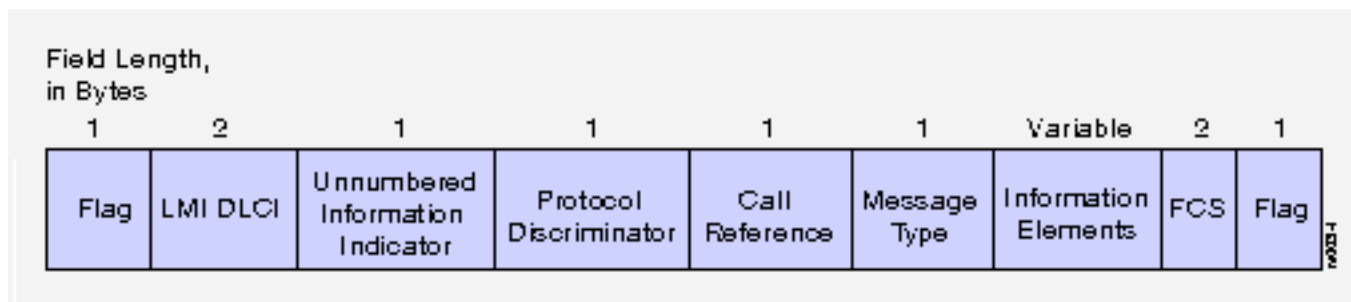 Field Length,
in Bytes
1 2 1 1 1 1 Variable 2 1
Flag
LMI DLCI
Unnumbered
Information
Indicator
Protocol
Discriminator
Call
Reference
Message
Type
Information
Elements
FCS
Flag